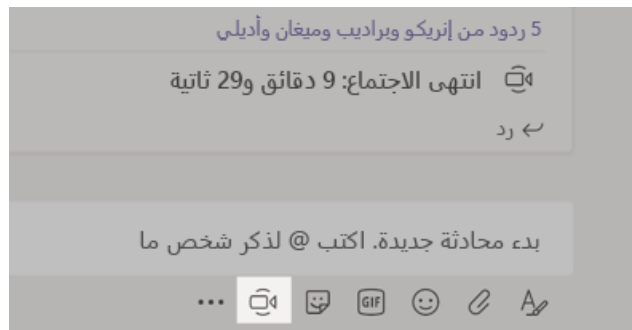 5 ردود من إنريكو وبراديب وميغان وأديلي
انتهى الاجتماع: 9 دقائق و29 ثانية
رد
بدء محادثة جديدة. اكتب @ لذكر شخص ما
GIF